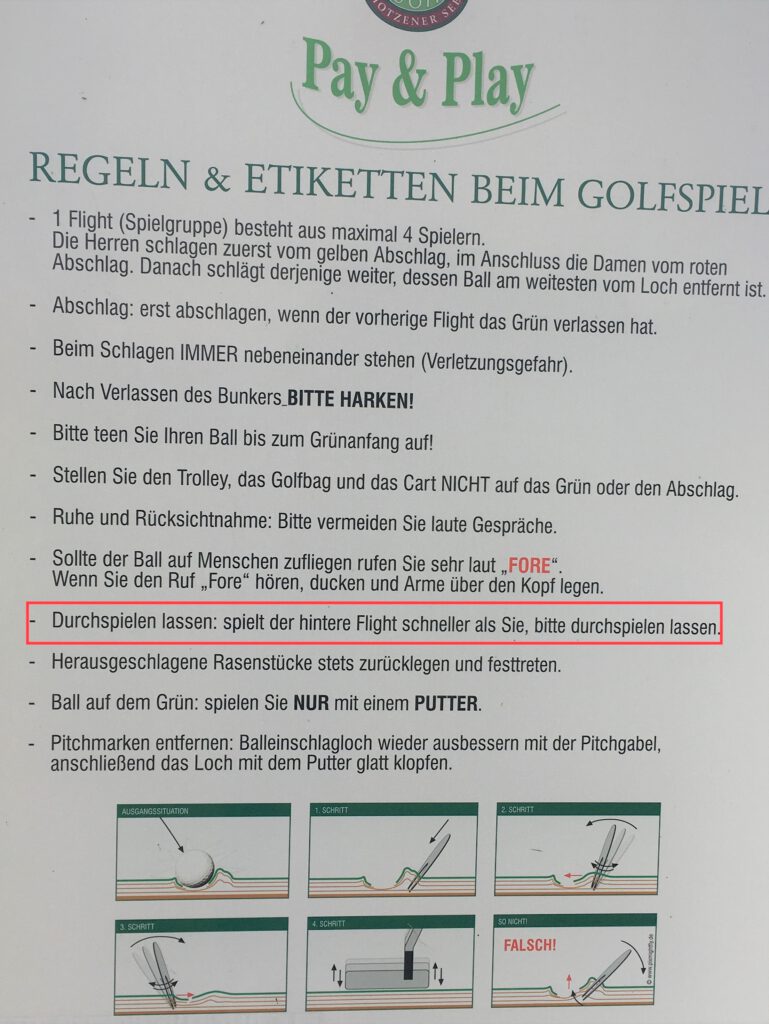 MOTZENER SEE
Pay & Play
REGELN & ETIKETTEN BEIM GOLFSPIEL
- 1 Flight (Spielgruppe) besteht aus maximal 4 Spielern.
Die Herren schlagen zuerst vom gelben Abschlag, im Anschluss die Damen vom roten
Abschlag. Danach schlägt derjenige weiter, dessen Ball am weitesten vom Loch entfernt ist.
- Abschlag: erst abschlagen, wenn der vorherige Flight das Grün verlassen hat.
- Beim Schlagen IMMER nebeneinander stehen (Verletzungsgefahr).
- Nach Verlassen des Bunkers BITTE HARKEN!
- Bitte teen Sie Ihren Ball bis zum Grünanfang auf!
- Stellen Sie den Trolley, das Golfbag und das Cart NICHT auf das Grün oder den Abschlag.
- Ruhe und Rücksichtnahme: Bitte vermeiden Sie laute Gespräche.
- Sollte der Ball auf Menschen zufliegen rufen Sie sehr laut „FORE“.
Wenn Sie den Ruf „Fore“ hören, ducken und Arme über den Kopf legen.
- Durchspielen lassen: spielt der hintere Flight schneller als Sie, bitte durchspielen lassen.
- Herausgeschlagene Rasenstücke stets zurücklegen und festtreten.
- Ball auf dem Grün: spielen Sie NUR mit einem PUTTER.
- Pitchmarken entfernen: Balleinschlagloch wieder ausbessern mit der Pitchgabel,
anschließend das Loch mit dem Putter glatt klopfen.
AUSGANGSSITUATION
1. SCHRITT
2. SCHRITT
3. SCHRITT
4. SCHRITT
SO NICHT!
FALSCH!